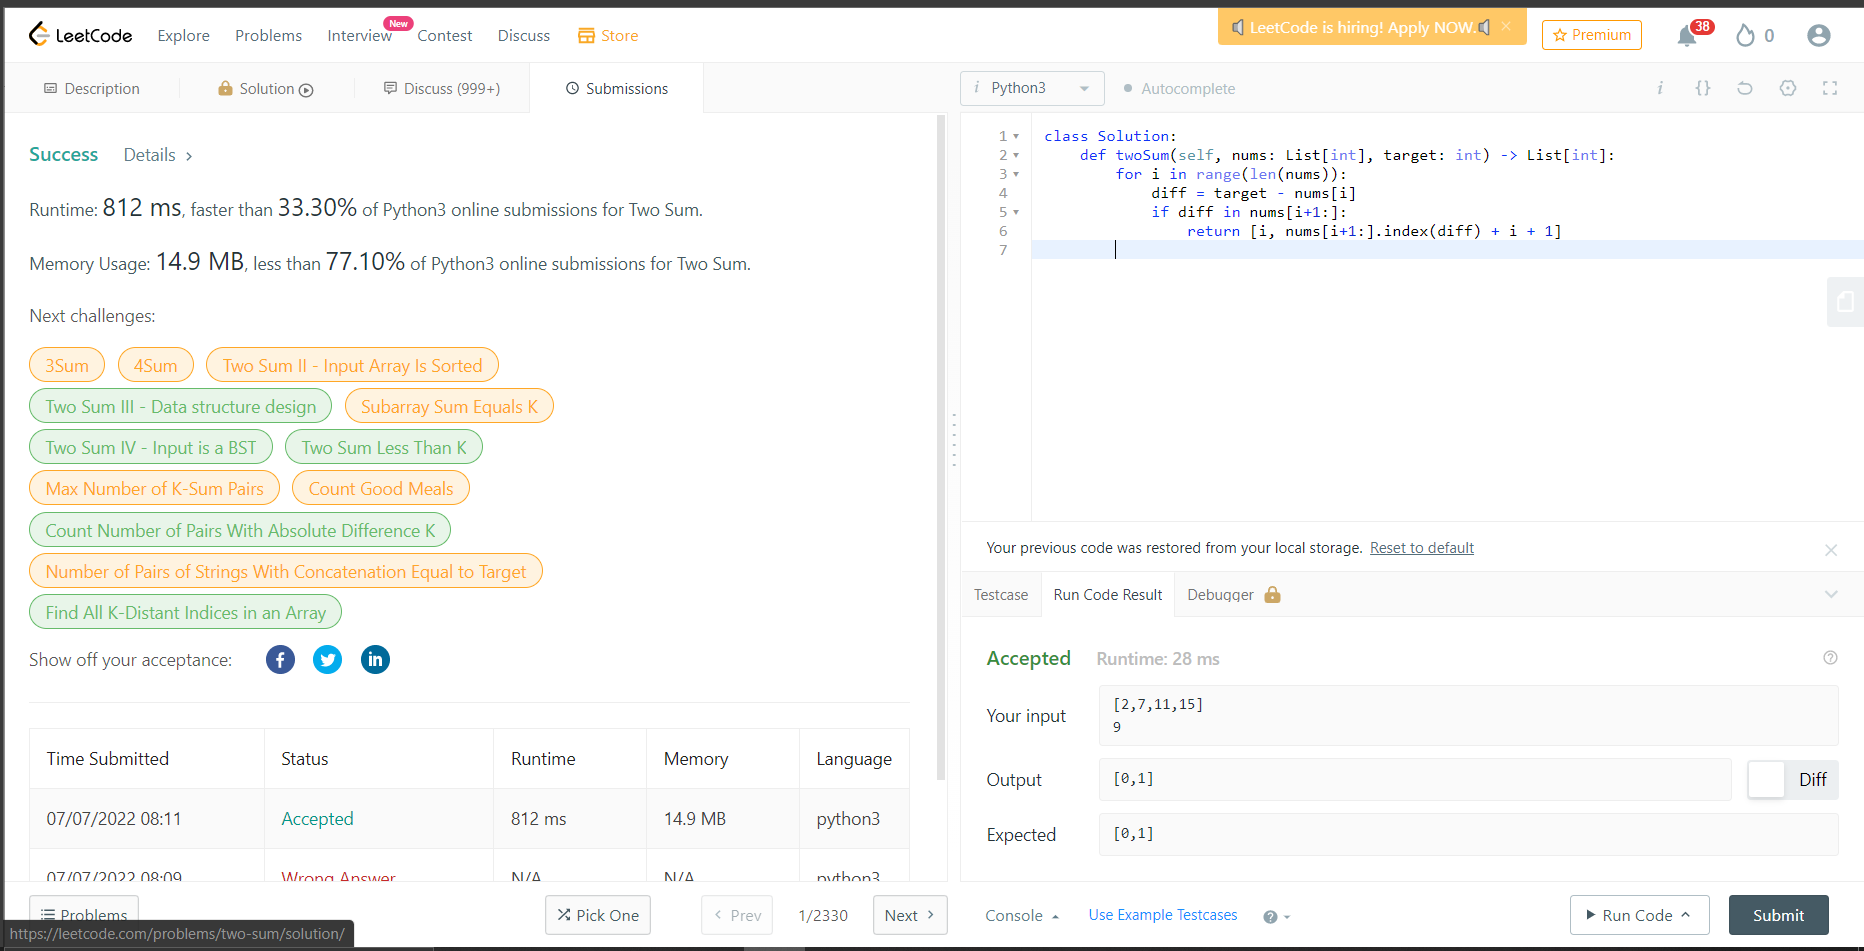 LeetCode
Explore
Problems
Interview
New
Contest
Discuss
Store
LeetCode is hiring! Apply NOW.
Premium
38
0
Description
Solution
Discuss (999+)
Submissions
Success
Details >
Runtime: 812 ms, faster than 33.30% of Python3 online submissions for Two Sum.
Memory Usage: 14.9 MB, less than 77.10% of Python3 online submissions for Two Sum.
Next challenges:
3Sum
4Sum
Two Sum II - Input Array Is Sorted
Two Sum III - Data structure design
Subarray Sum Equals K
Two Sum IV - Input is a BST
Two Sum Less Than K
Max Number of K-Sum Pairs
Count Good Meals
Count Number of Pairs With Absolute Difference K
Number of Pairs of Strings With Concatenation Equal to Target
Find All K-Distant Indices in an Array
Show off your acceptance:
Time Submitted Status Runtime Memory Language
07/07/2022 08:11 Accepted 812 ms 14.9 MB python3
07/07/2022 08:09 Wrong Answer N/A N/A python3
Problems
Pick One
< Prev
1/2330
Next >
https://leetcode.com/problems/two-sum/solution/
i Python3
Autocomplete
i {}
1 class Solution:
2     def twoSum(self, nums: List[int], target: int) -> List[int]:
3         for i in range(len(nums)):
4             diff = target - nums[i]
5             if diff in nums[i+1:]:
6                 return [i, nums[i+1:].index(diff) + i + 1]
7
Your previous code was restored from your local storage. Reset to default
Testcase
Run Code Result
Debugger
Accepted
Runtime: 28 ms
Your input
[2,7,11,15]
9
Output
[0,1]
Diff
Expected
[0,1]
Console
Use Example Testcases
Run Code
Submit